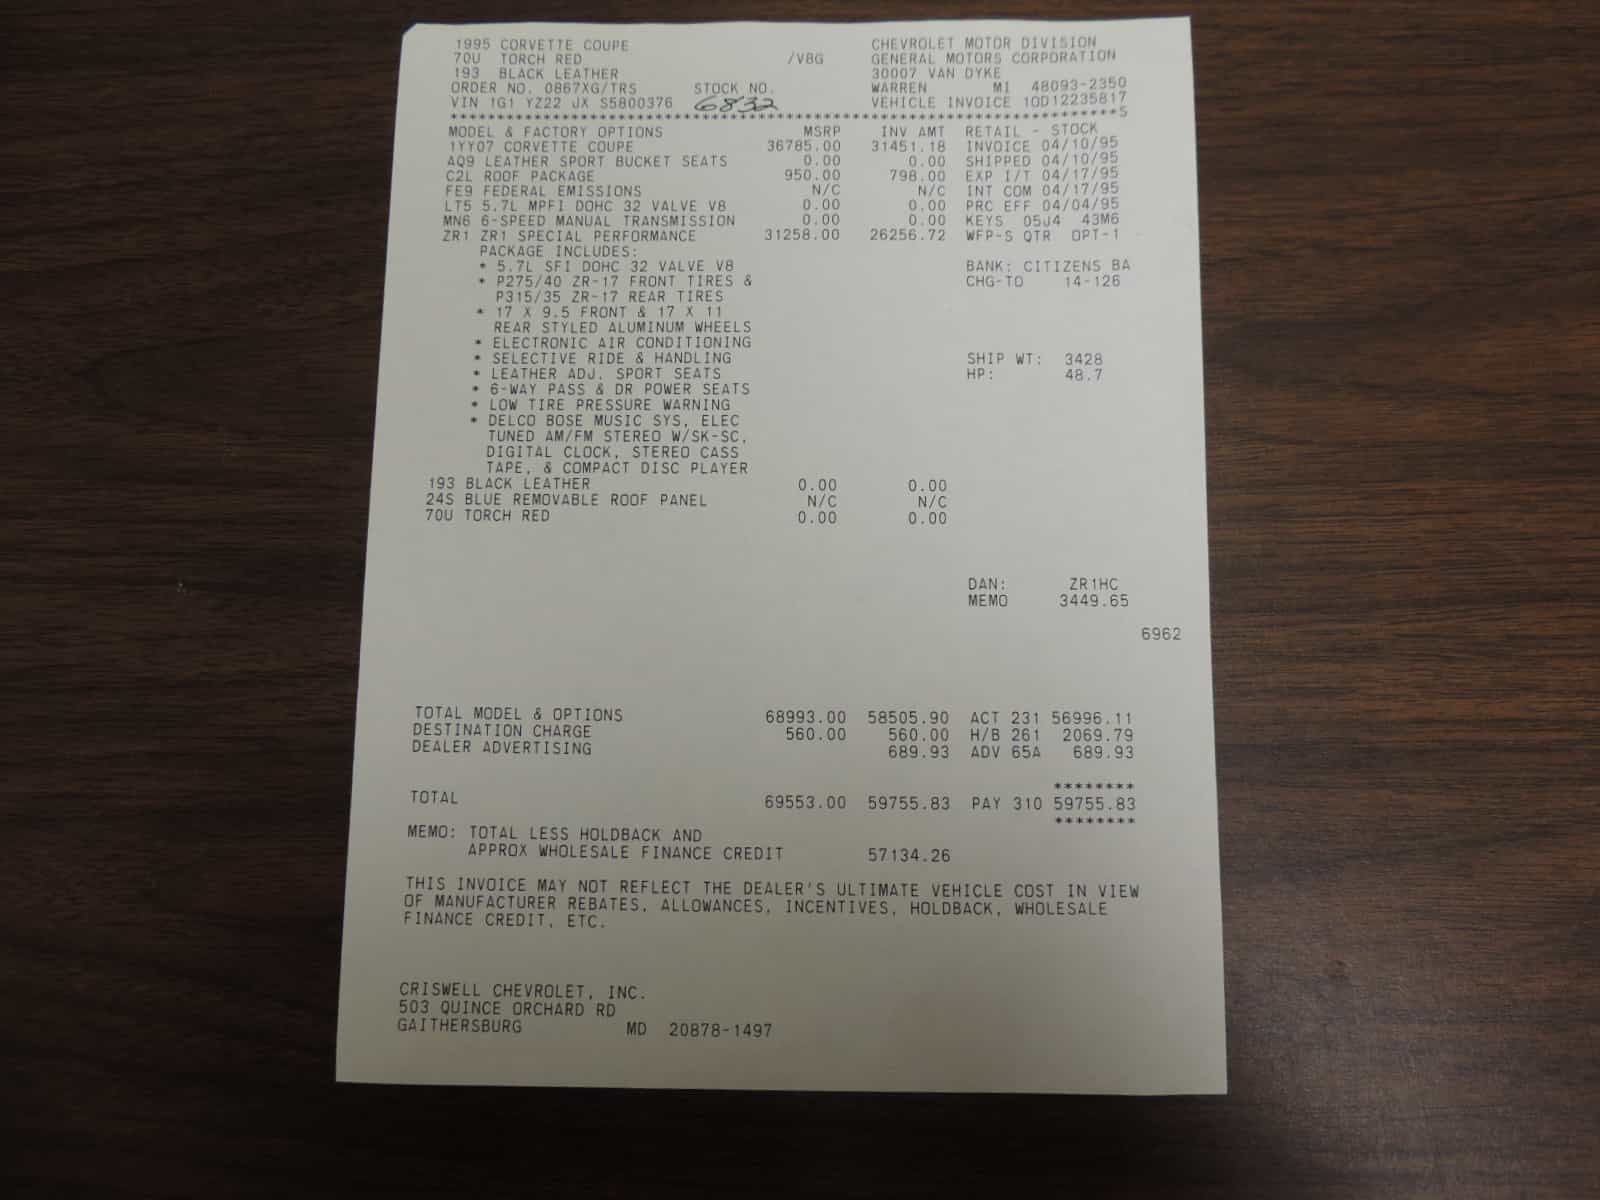 1995 CORVETTE COUPE CHEVROLET MOTOR DIVISION
70U TORCH RED /V8G GENERAL MOTORS CORPORATION
193 BLACK LEATHER 30007 VAN DYKE
ORDER NO. 0867XG/TRS STOCK NO. WARREN MI 48093-2350
VIN 1G1 YZ22 JX S5800376 6832 VEHICLE INVOICE 10D12235817
*************************************************************************************S
MODEL & FACTORY OPTIONS MSRP INV AMT RETAIL - STOCK
1YY07 CORVETTE COUPE 36785.00 31451.18 INVOICE 04/10/95
AQ9 LEATHER SPORT BUCKET SEATS 0.00 0.00 SHIPPED 04/10/95
C2L ROOF PACKAGE 950.00 798.00 EXP I/T 04/17/95
FE9 FEDERAL EMISSIONS N/C N/C INT COM 04/17/95
LT5 5.7L MPFI DOHC 32 VALVE V8 0.00 0.00 PRC EFF 04/04/95
MN6 6-SPEED MANUAL TRANSMISSION 0.00 0.00 KEYS 05J4 43M6
ZR1 ZR1 SPECIAL PERFORMANCE 31258.00 26256.72 WFP-S QTR OPT-1
PACKAGE INCLUDES:
* 5.7L SFI DOHC 32 VALVE V8 BANK: CITIZENS BA
* P275/40 ZR-17 FRONT TIRES & CHG-TO 14-126
P315/35 ZR-17 REAR TIRES
* 17 X 9.5 FRONT & 17 X 11
REAR STYLED ALUMINUM WHEELS
* ELECTRONIC AIR CONDITIONING
* SELECTIVE RIDE & HANDLING SHIP WT: 3428
* LEATHER ADJ. SPORT SEATS HP: 48.7
* 6-WAY PASS & DR POWER SEATS
* LOW TIRE PRESSURE WARNING
* DELCO BOSE MUSIC SYS, ELEC
TUNED AM/FM STEREO W/SK-SC,
DIGITAL CLOCK, STEREO CASS
TAPE, & COMPACT DISC PLAYER
193 BLACK LEATHER 0.00 0.00
24S BLUE REMOVABLE ROOF PANEL N/C N/C
70U TORCH RED 0.00 0.00
DAN: ZR1HC
MEMO 3449.65
6962
TOTAL MODEL & OPTIONS 68993.00 58505.90 ACT 231 56996.11
DESTINATION CHARGE 560.00 560.00 H/B 261 2069.79
DEALER ADVERTISING 689.93 ADV 65A 689.93
********
TOTAL 69553.00 59755.83 PAY 310 59755.83
********
MEMO: TOTAL LESS HOLDBACK AND
APPROX WHOLESALE FINANCE CREDIT 57134.26
THIS INVOICE MAY NOT REFLECT THE DEALER'S ULTIMATE VEHICLE COST IN VIEW
OF MANUFACTURER REBATES, ALLOWANCES, INCENTIVES, HOLDBACK, WHOLESALE
FINANCE CREDIT, ETC.
CRISWELL CHEVROLET, INC.
503 QUINCE ORCHARD RD
GAITHERSBURG MD 20878-1497